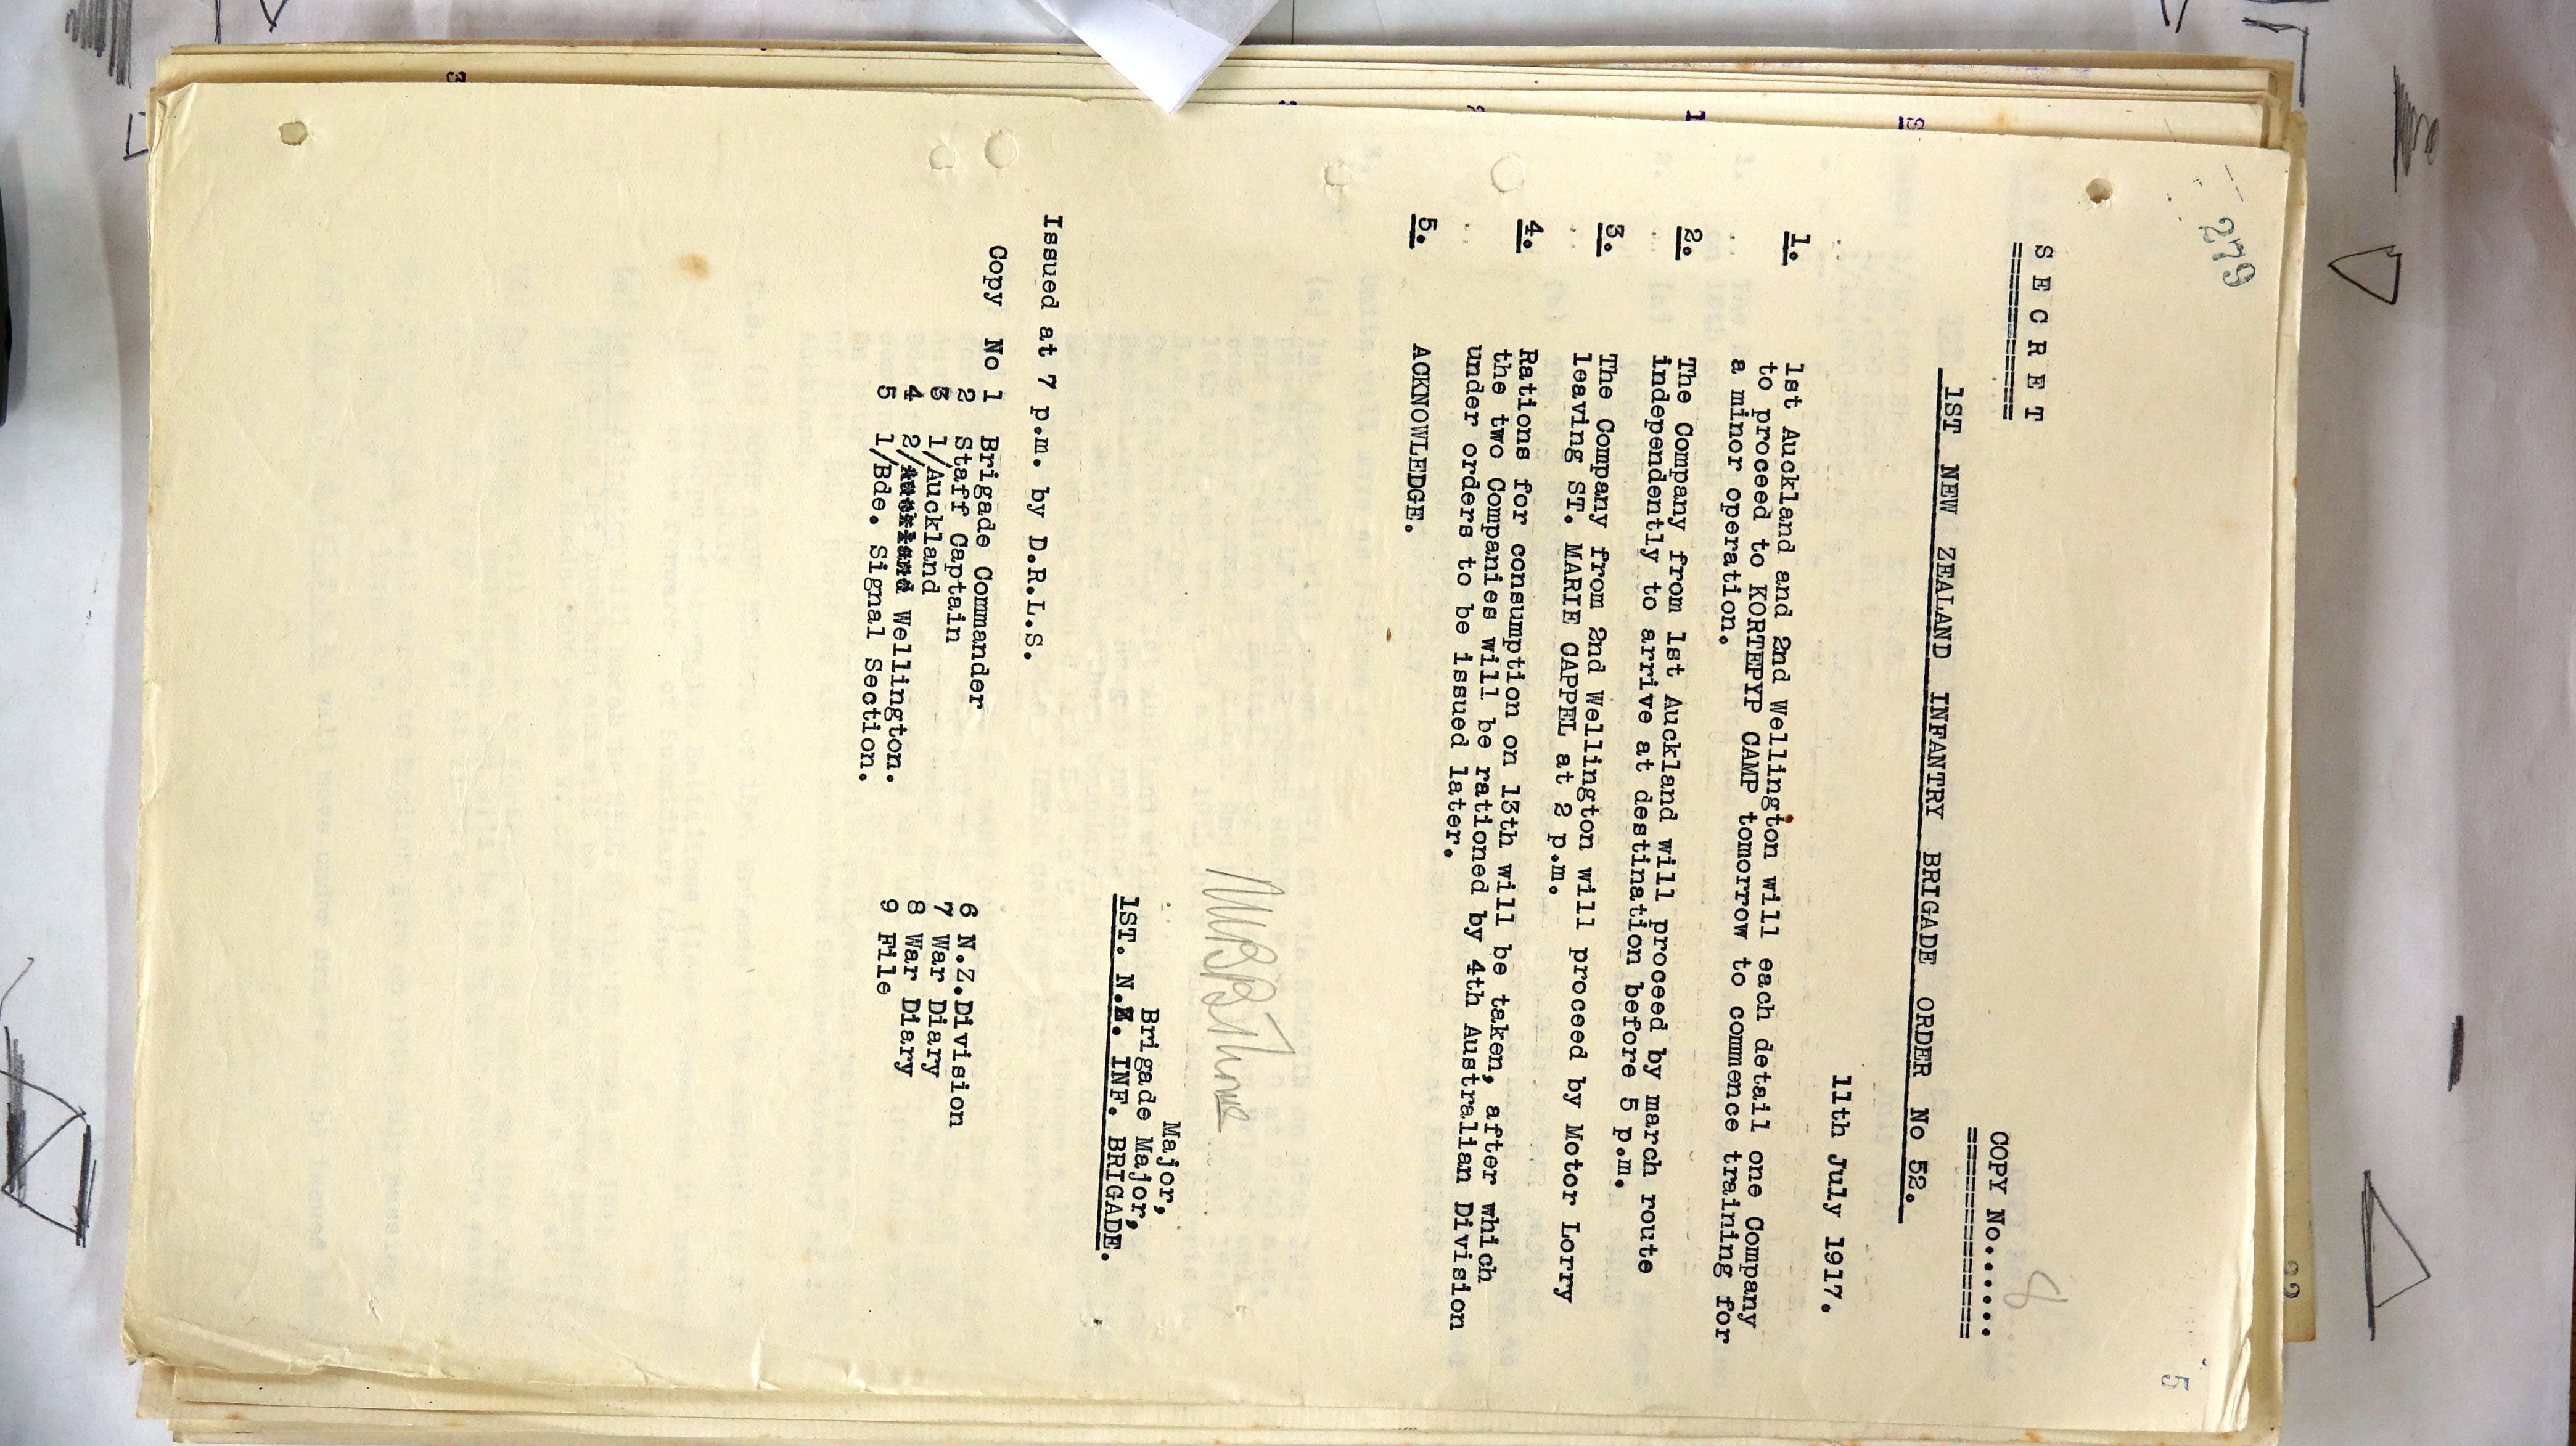 279
5
S E C R E T
COPY No....... 8
1ST NEW ZEALAND INFANTRY BRIGADE ORDER No 52.
11th July 1917.
1. 1st Auckland and 2nd Wellington will each detail one Company
to proceed to KORTEPYP CAMP tomorrow to commence training for
a minor operation.
2. The Company from 1st Auckland will proceed by march route
independently to arrive at destination before 5 p.m.
3. The Company from 2nd Wellington will proceed by Motor Lorry
leaving ST. MARIE CAPPEL at 2 p.m.
4. Rations for consumption on 13th will be taken, after which
the two Companies will be rationed by 4th Australian Division
under orders to be issued later.
5. ACKNOWLEDGE.
Major,
Brigade Major,
1ST. N.Z. INF. BRIGADE.
Issued at 7 p.m. by D.R.L.S.
Copy No 1 Brigade Commander 6 N.Z.Division
2 Staff Captain 7 War Diary
3 1/Auckland 8 War Diary
4 2/Auckland Wellington. 9 File
5 1/Bde. Signal Section.